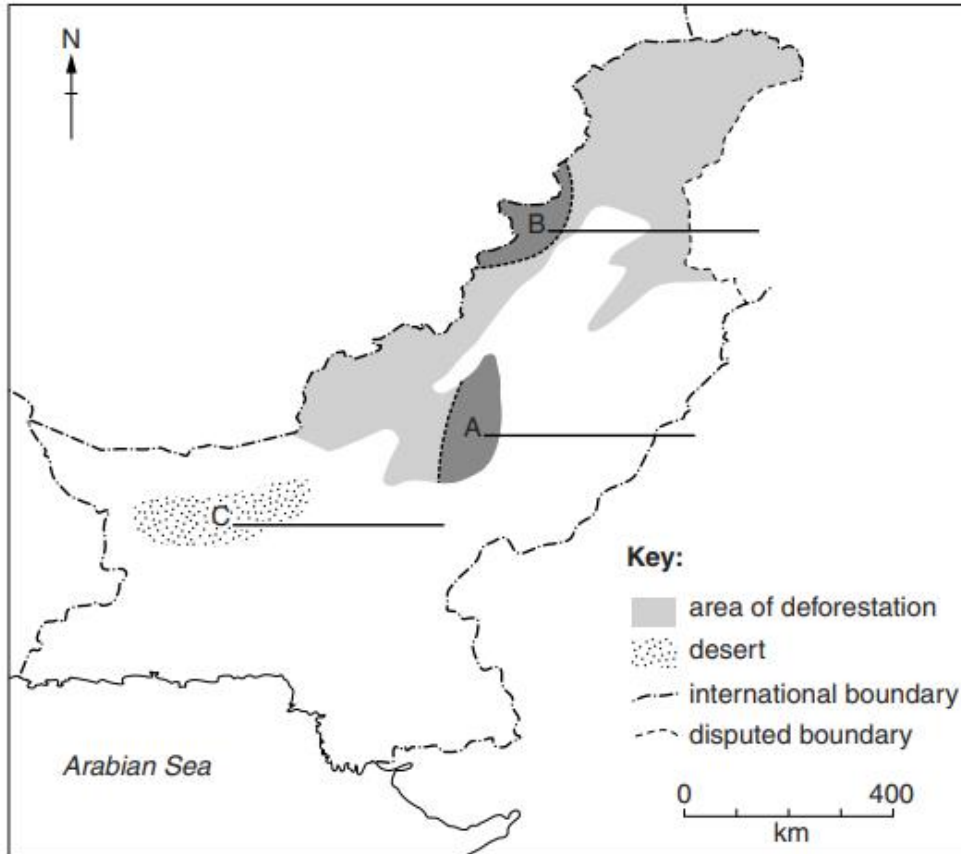 N
B
A
C
Key:
area of deforestation
desert
international boundary
disputed boundary
Arabian Sea
0 400
km